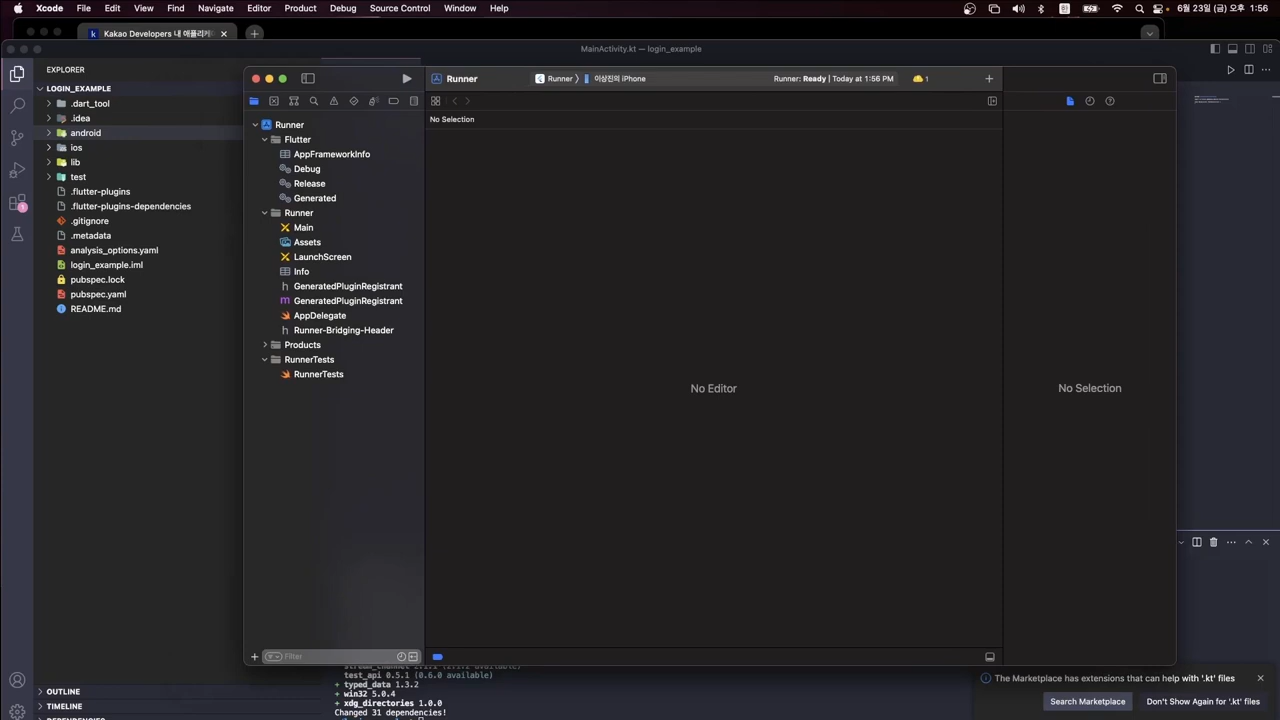 Xcode File Edit View Find Navigate Editor Product Debug Source Control Window Help 한 6월 23일 (금) 오후 1:56
Kakao Developers 내 애플리케이
MainActivity.kt — login_example
EXPLORER
LOGIN_EXAMPLE
.dart_tool
.idea
android
ios
lib
test
.flutter-plugins
.flutter-plugins-dependencies
.gitignore
.metadata
analysis_options.yaml
login_example.iml
pubspec.lock
pubspec.yaml
README.md
OUTLINE
TIMELINE
DEPENDENCIES
1
Runner
Flutter
AppFrameworkInfo
Debug
Release
Generated
Runner
Main
Assets
LaunchScreen
Info
h GeneratedPluginRegistrant
m GeneratedPluginRegistrant
AppDelegate
h Runner-Bridging-Header
Products
RunnerTests
RunnerTests
Filter
Runner
Runner 이상진의 iPhone
Runner: Ready | Today at 1:56 PM
1
No Selection
No Editor
No Selection
test_api 0.5.1 (0.6.0 available)
+ typed_data 1.3.2
+ win32 5.0.4
+ xdg_directories 1.0.0
Changed 31 dependencies!
The Marketplace has extensions that can help with '.kt' files
Search Marketplace
Don't Show Again for '.kt' files